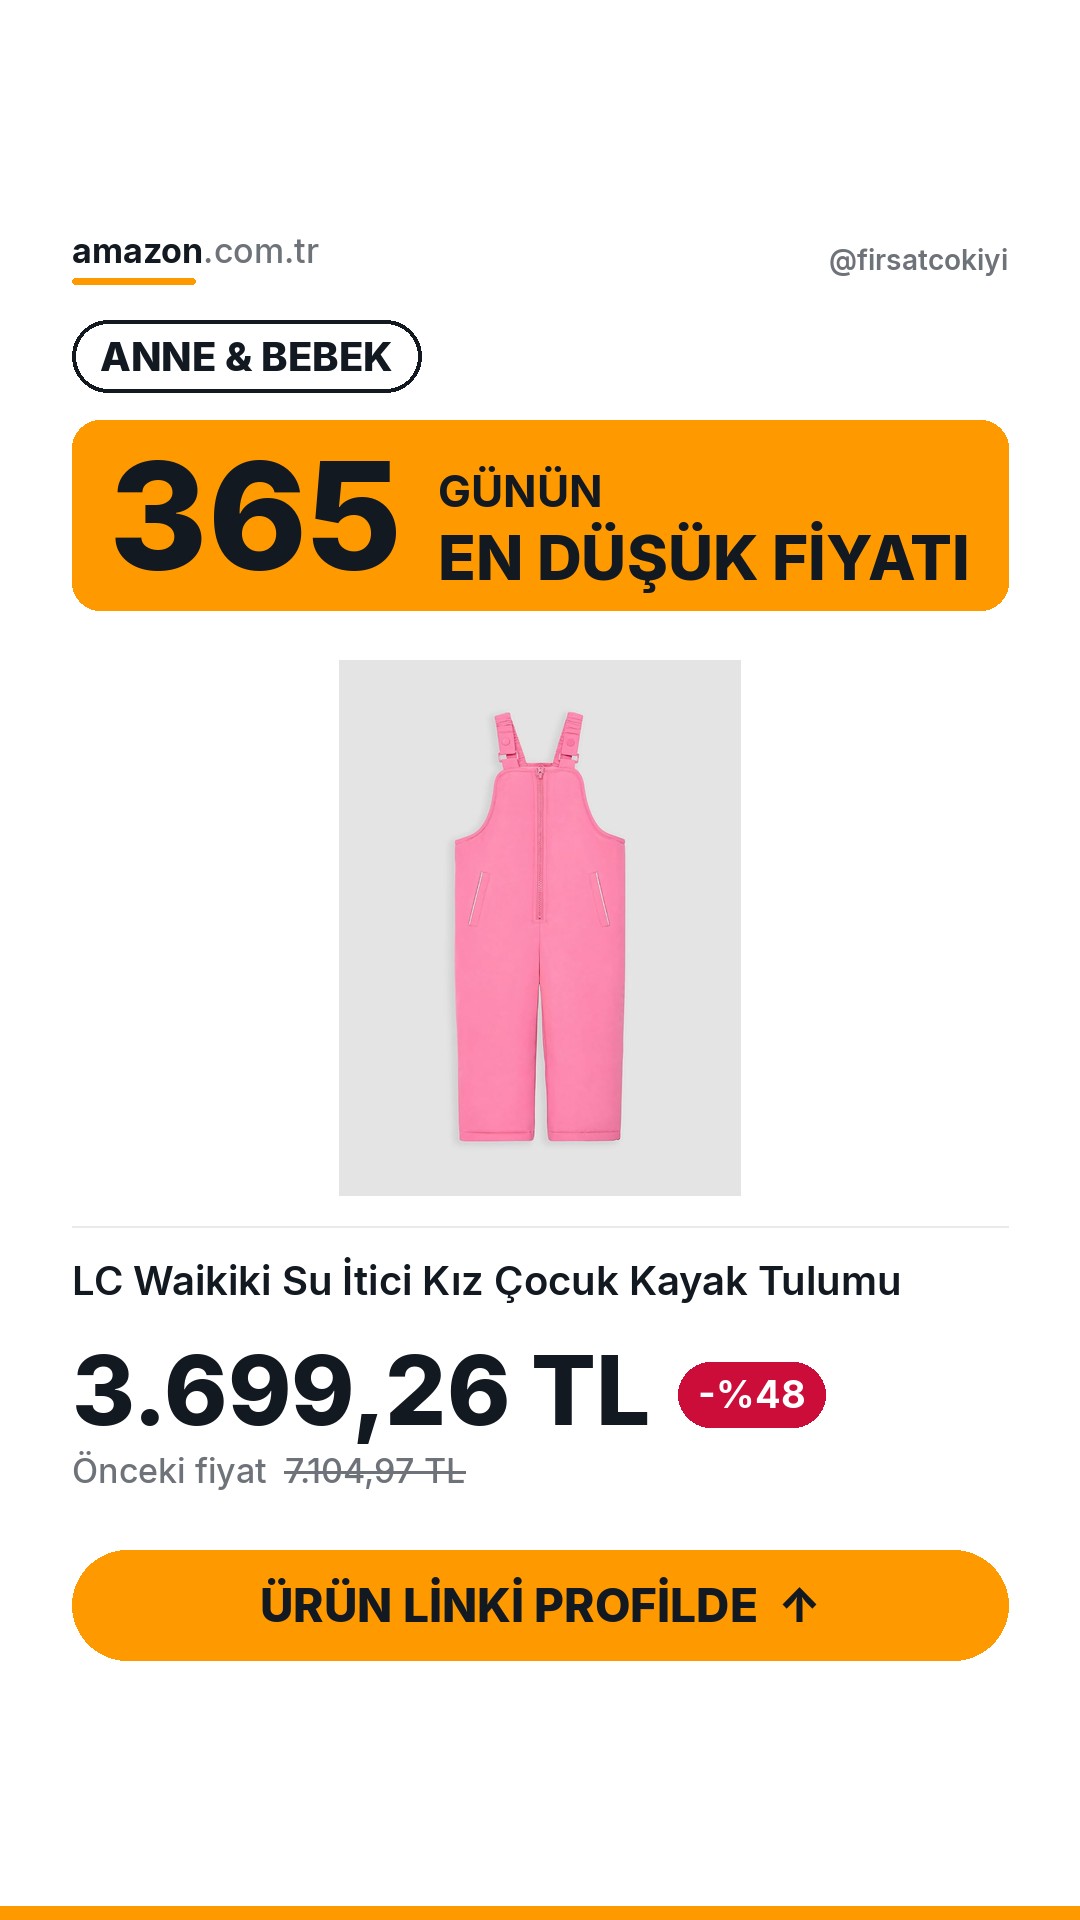 amazon.com.tr
@firsatcokiyi
ANNE & BEBEK
365 GÜNÜN
EN DÜŞÜK FİYATI
LC Waikiki Su İtici Kız Çocuk Kayak Tulumu
3.699,26 TL -%48
Önceki fiyat 7.104,97 TL
ÜRÜN LİNKİ PROFİLDE ↑